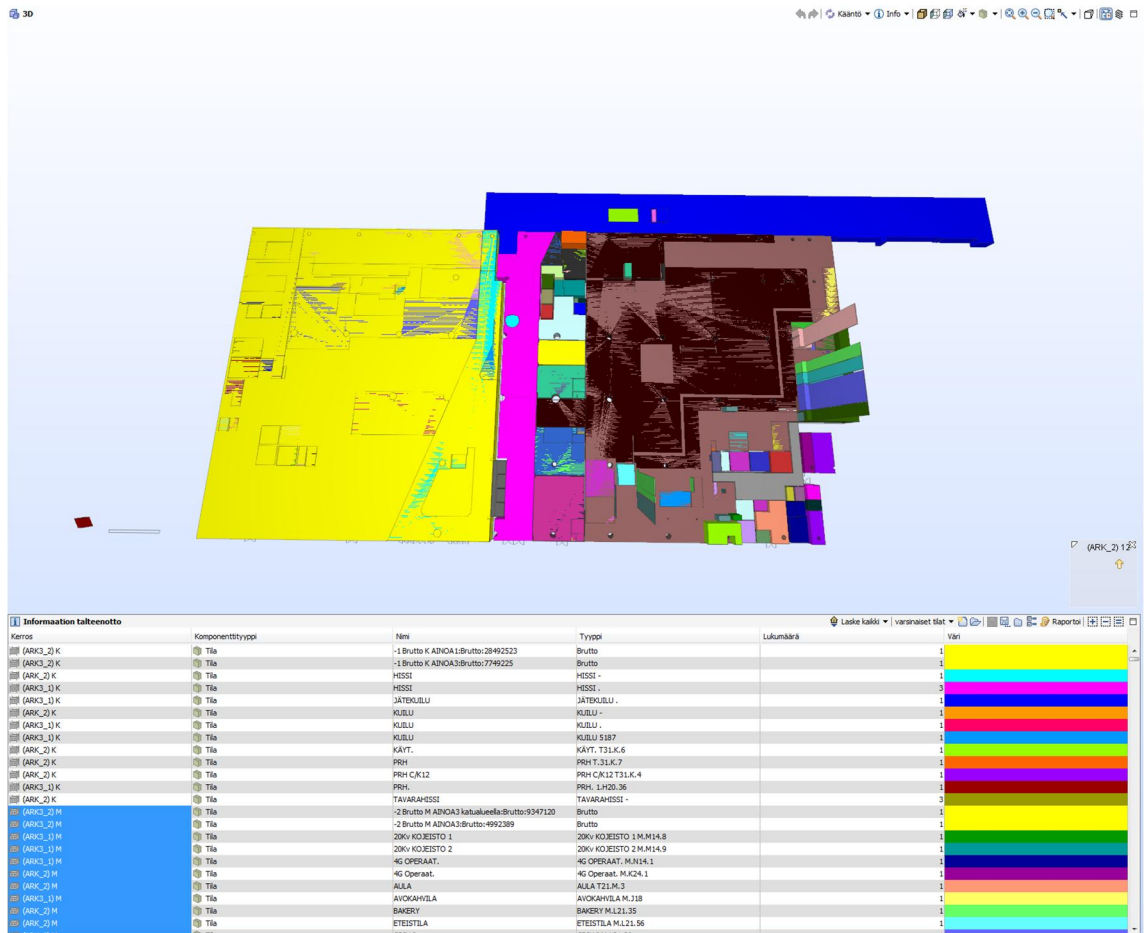 3D Kääntö Info
(ARK_2) 12
Informaation talteenotto Laske kaikki varsinaiset tilat Raportoi
Kerros Komponenttityyppi Nimi Tyyppi Lukumäärä Väri
(ARK3_2) K Tila -1 Brutto K AINOA1:Brutto:28492523 Brutto 1
(ARK3_2) K Tila -1 Brutto K AINOA3:Brutto:7749225 Brutto 1
(ARK_2) K Tila HISSI HISSI - 1
(ARK3_1) K Tila HISSI HISSI . 3
(ARK3_1) K Tila JÄTEKUILU JÄTEKUILU . 1
(ARK_2) K Tila KUILU KUILU - 1
(ARK3_1) K Tila KUILU KUILU . 1
(ARK3_1) K Tila KUILU KUILU 5187 1
(ARK_2) K Tila KÄYT. KÄYT. T31.K.6 1
(ARK_2) K Tila PRH PRH T.31.K.7 1
(ARK_2) K Tila PRH C/K12 PRH C/K12 T31.K.4 1
(ARK3_1) K Tila PRH. PRH. 1.H20.36 1
(ARK_2) K Tila TAVARAHISSI TAVARAHISSI - 3
(ARK3_2) M Tila -2 Brutto M AINOA3 katualueella:Brutto:9347120 Brutto 1
(ARK3_2) M Tila -2 Brutto M AINOA3:Brutto:4992389 Brutto 1
(ARK3_1) M Tila 20Kv KOJEISTO 1 20Kv KOJEISTO 1 M.M14.8 1
(ARK3_1) M Tila 20Kv KOJEISTO 2 20Kv KOJEISTO 2 M.M14.9 1
(ARK3_1) M Tila 4G OPERAAT. 4G OPERAAT. M.N14.1 1
(ARK_2) M Tila 4G Operaat. 4G Operaat. M.K24.1 1
(ARK_2) M Tila AULA AULA T21.M.3 1
(ARK3_1) M Tila AVOKAHVILA AVOKAHVILA M.J18 1
(ARK_2) M Tila BAKERY BAKERY M.L21.35 1
(ARK_2) M Tila ETEISTILA ETEISTILA M.L21.56 1